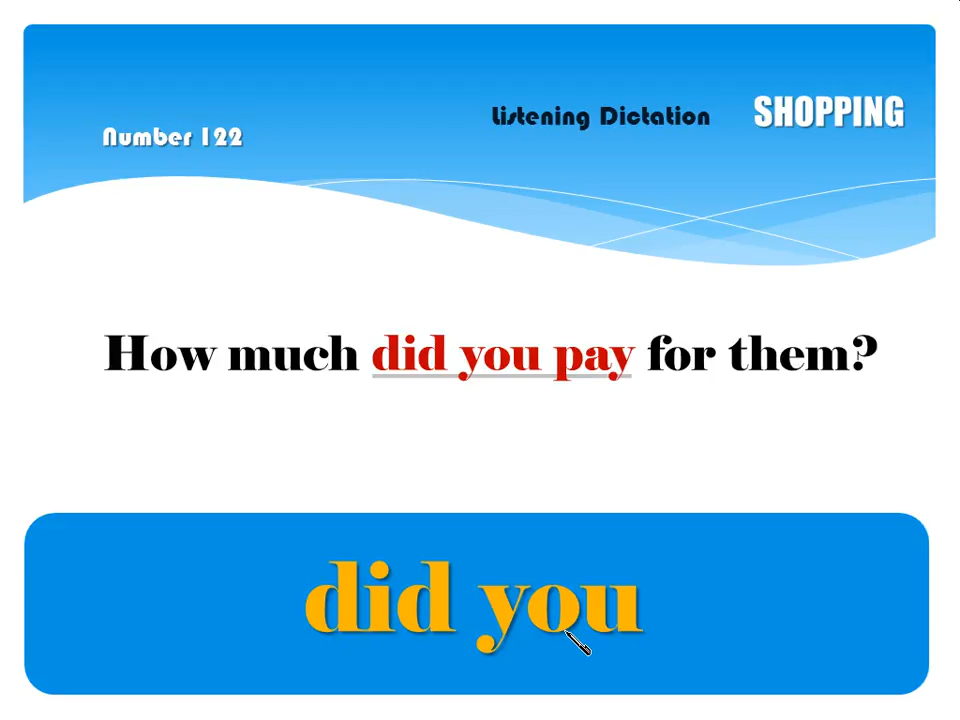 Number 122
Listening Dictation
SHOPPING
How much did you pay for them?
did you